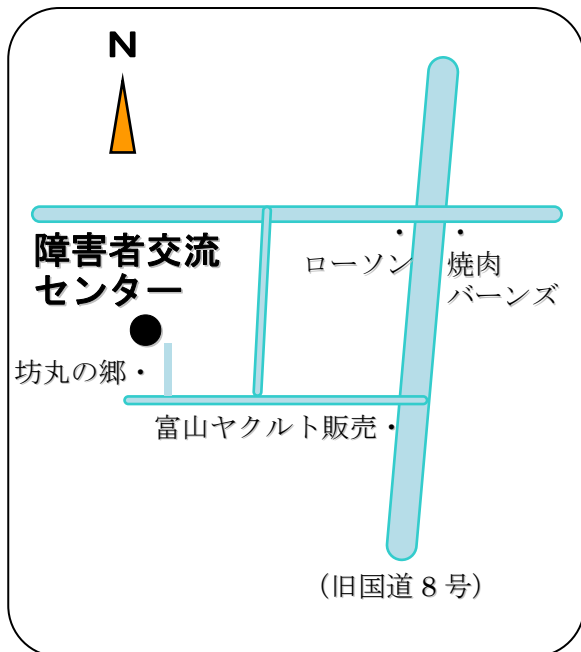 N
障害者交流
センター
ローソン
焼肉
バーンズ
坊丸の郷・
富山ヤクルト販売・
(旧国道8号)